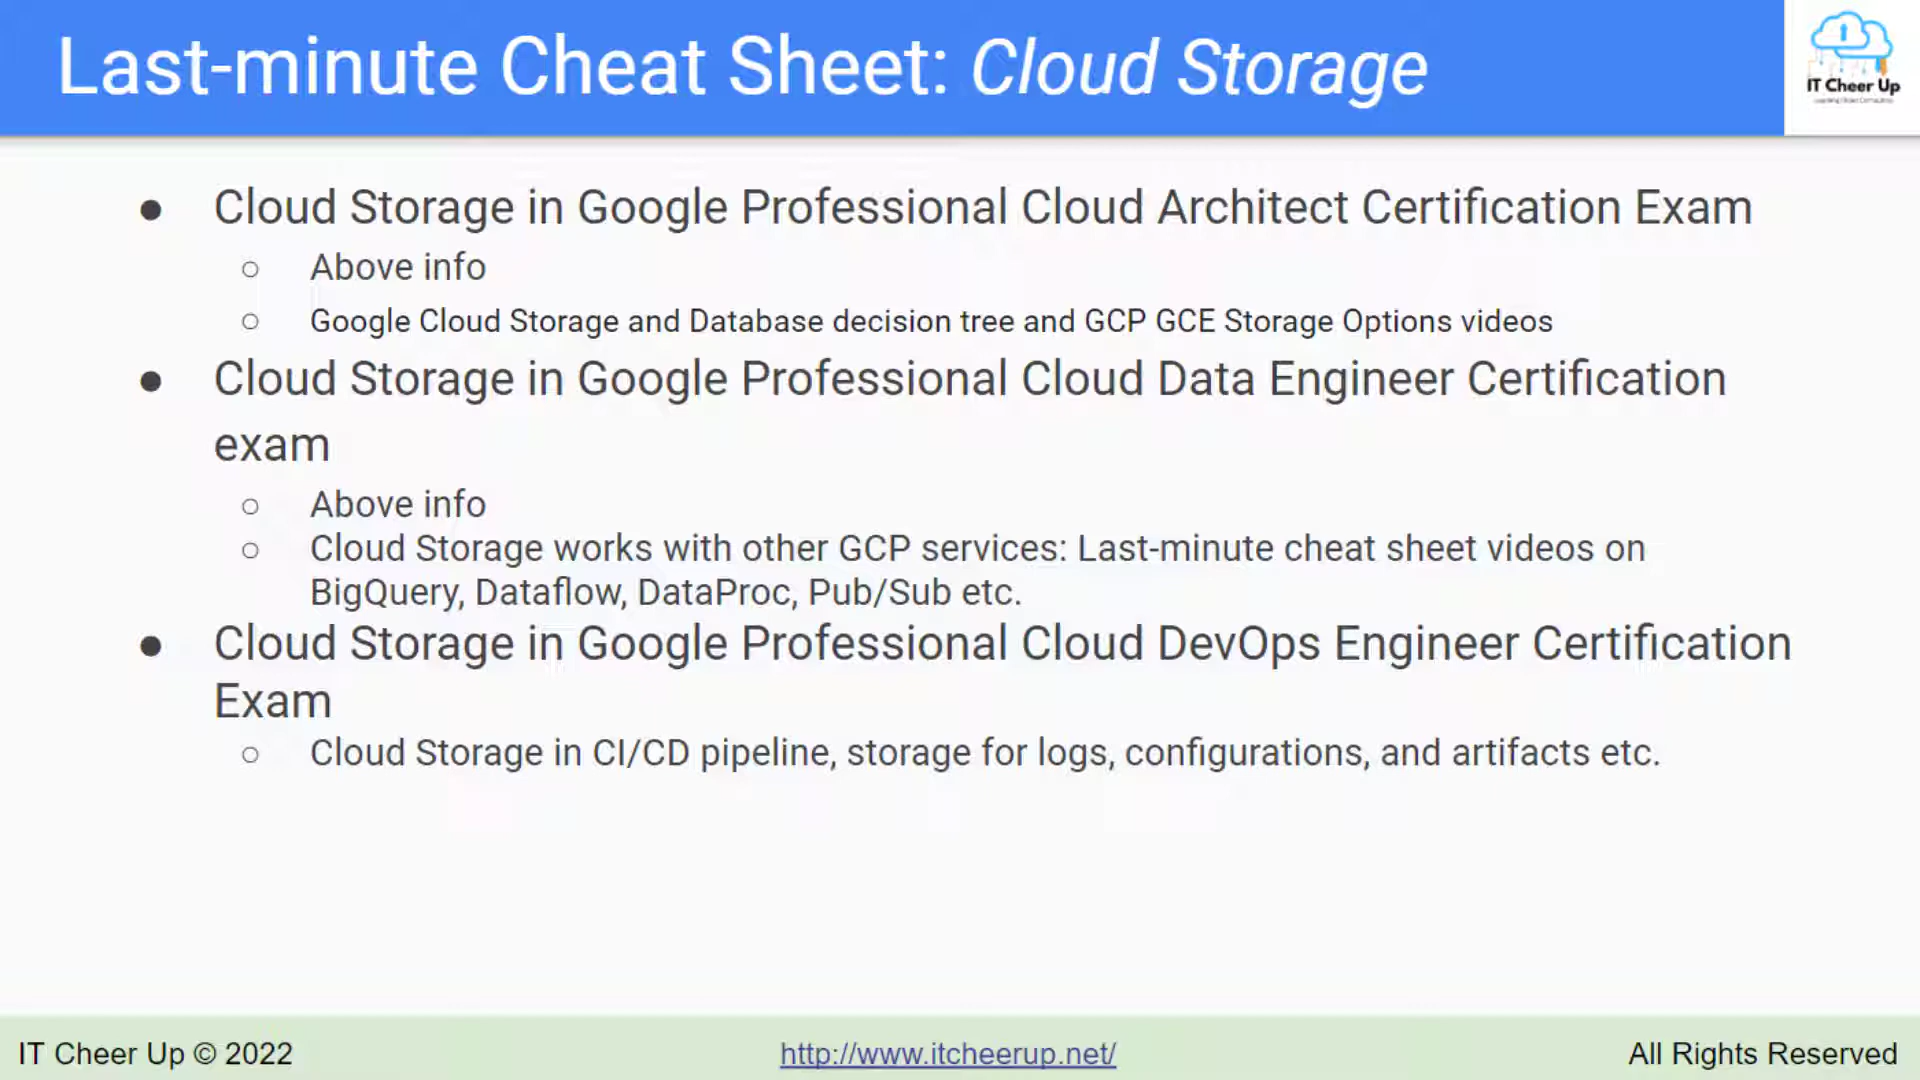 Last-minute Cheat Sheet: Cloud Storage
IT Cheer Up
● Cloud Storage in Google Professional Cloud Architect Certification Exam
○ Above info
○ Google Cloud Storage and Database decision tree and GCP GCE Storage Options videos
● Cloud Storage in Google Professional Cloud Data Engineer Certification
exam
○ Above info
○ Cloud Storage works with other GCP services: Last-minute cheat sheet videos on
BigQuery, Dataflow, DataProc, Pub/Sub etc.
● Cloud Storage in Google Professional Cloud DevOps Engineer Certification
Exam
○ Cloud Storage in CI/CD pipeline, storage for logs, configurations, and artifacts etc.
IT Cheer Up © 2022
http://www.itcheerup.net/
All Rights Reserved